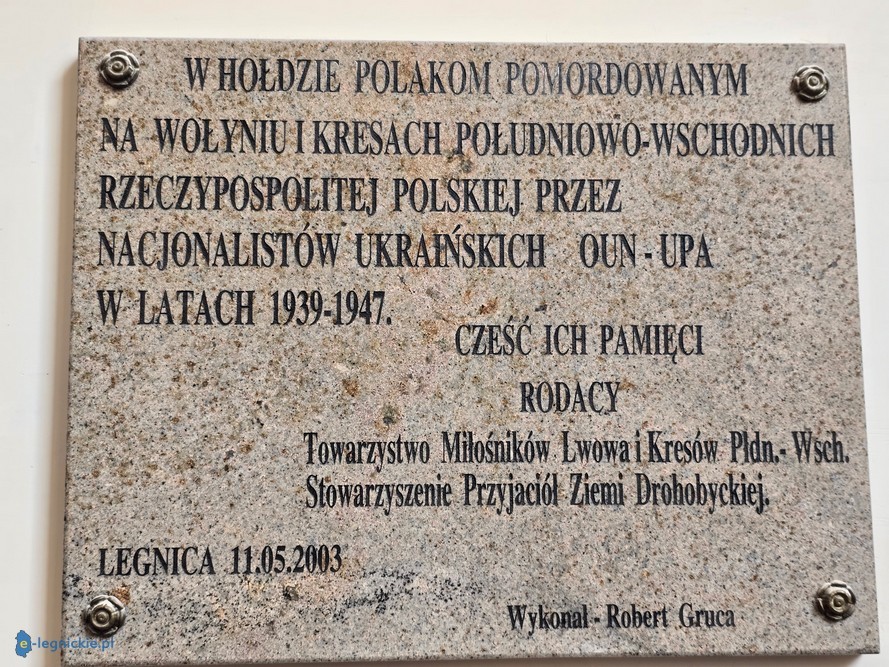 W HOŁDZIE POLAKOM POMORDOWANYM
NA WOŁYNIU I KRESACH POŁUDNIOWO-WSCHODNICH
RZECZYPOSPOLITEJ POLSKIEJ PRZEZ
NACJONALISTÓW UKRAIŃSKICH OUN - UPA
W LATACH 1939-1947.
CZEŚĆ ICH PAMIĘCI
RODACY
Towarzystwo Miłośników Lwowa i Kresów Płdn.- Wsch.
Stowarzyszenie Przyjaciół Ziemi Drohobyckiej.
LEGNICA 11.05.2003
Wykonał - Robert Gruca
e-legnickie.pl